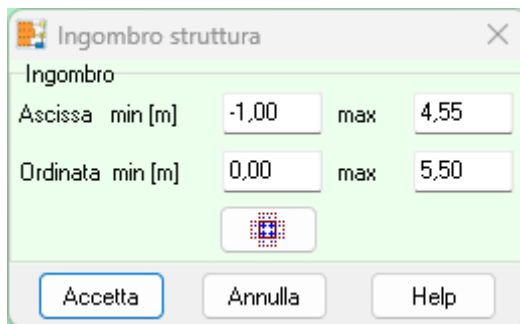 Ingombro struttura
Ingombro
Ascissa min [m] -1,00 max 4,55
Ordinata min [m] 0,00 max 5,50
Accetta Annulla Help